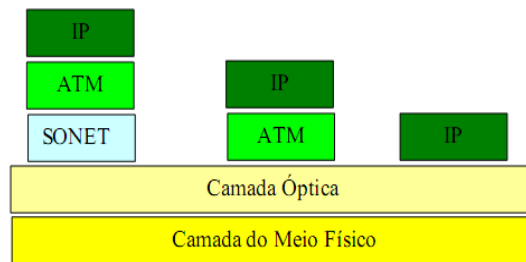 IP
ATM
SONET
IP
ATM
IP
Camada Óptica
Camada do Meio Físico